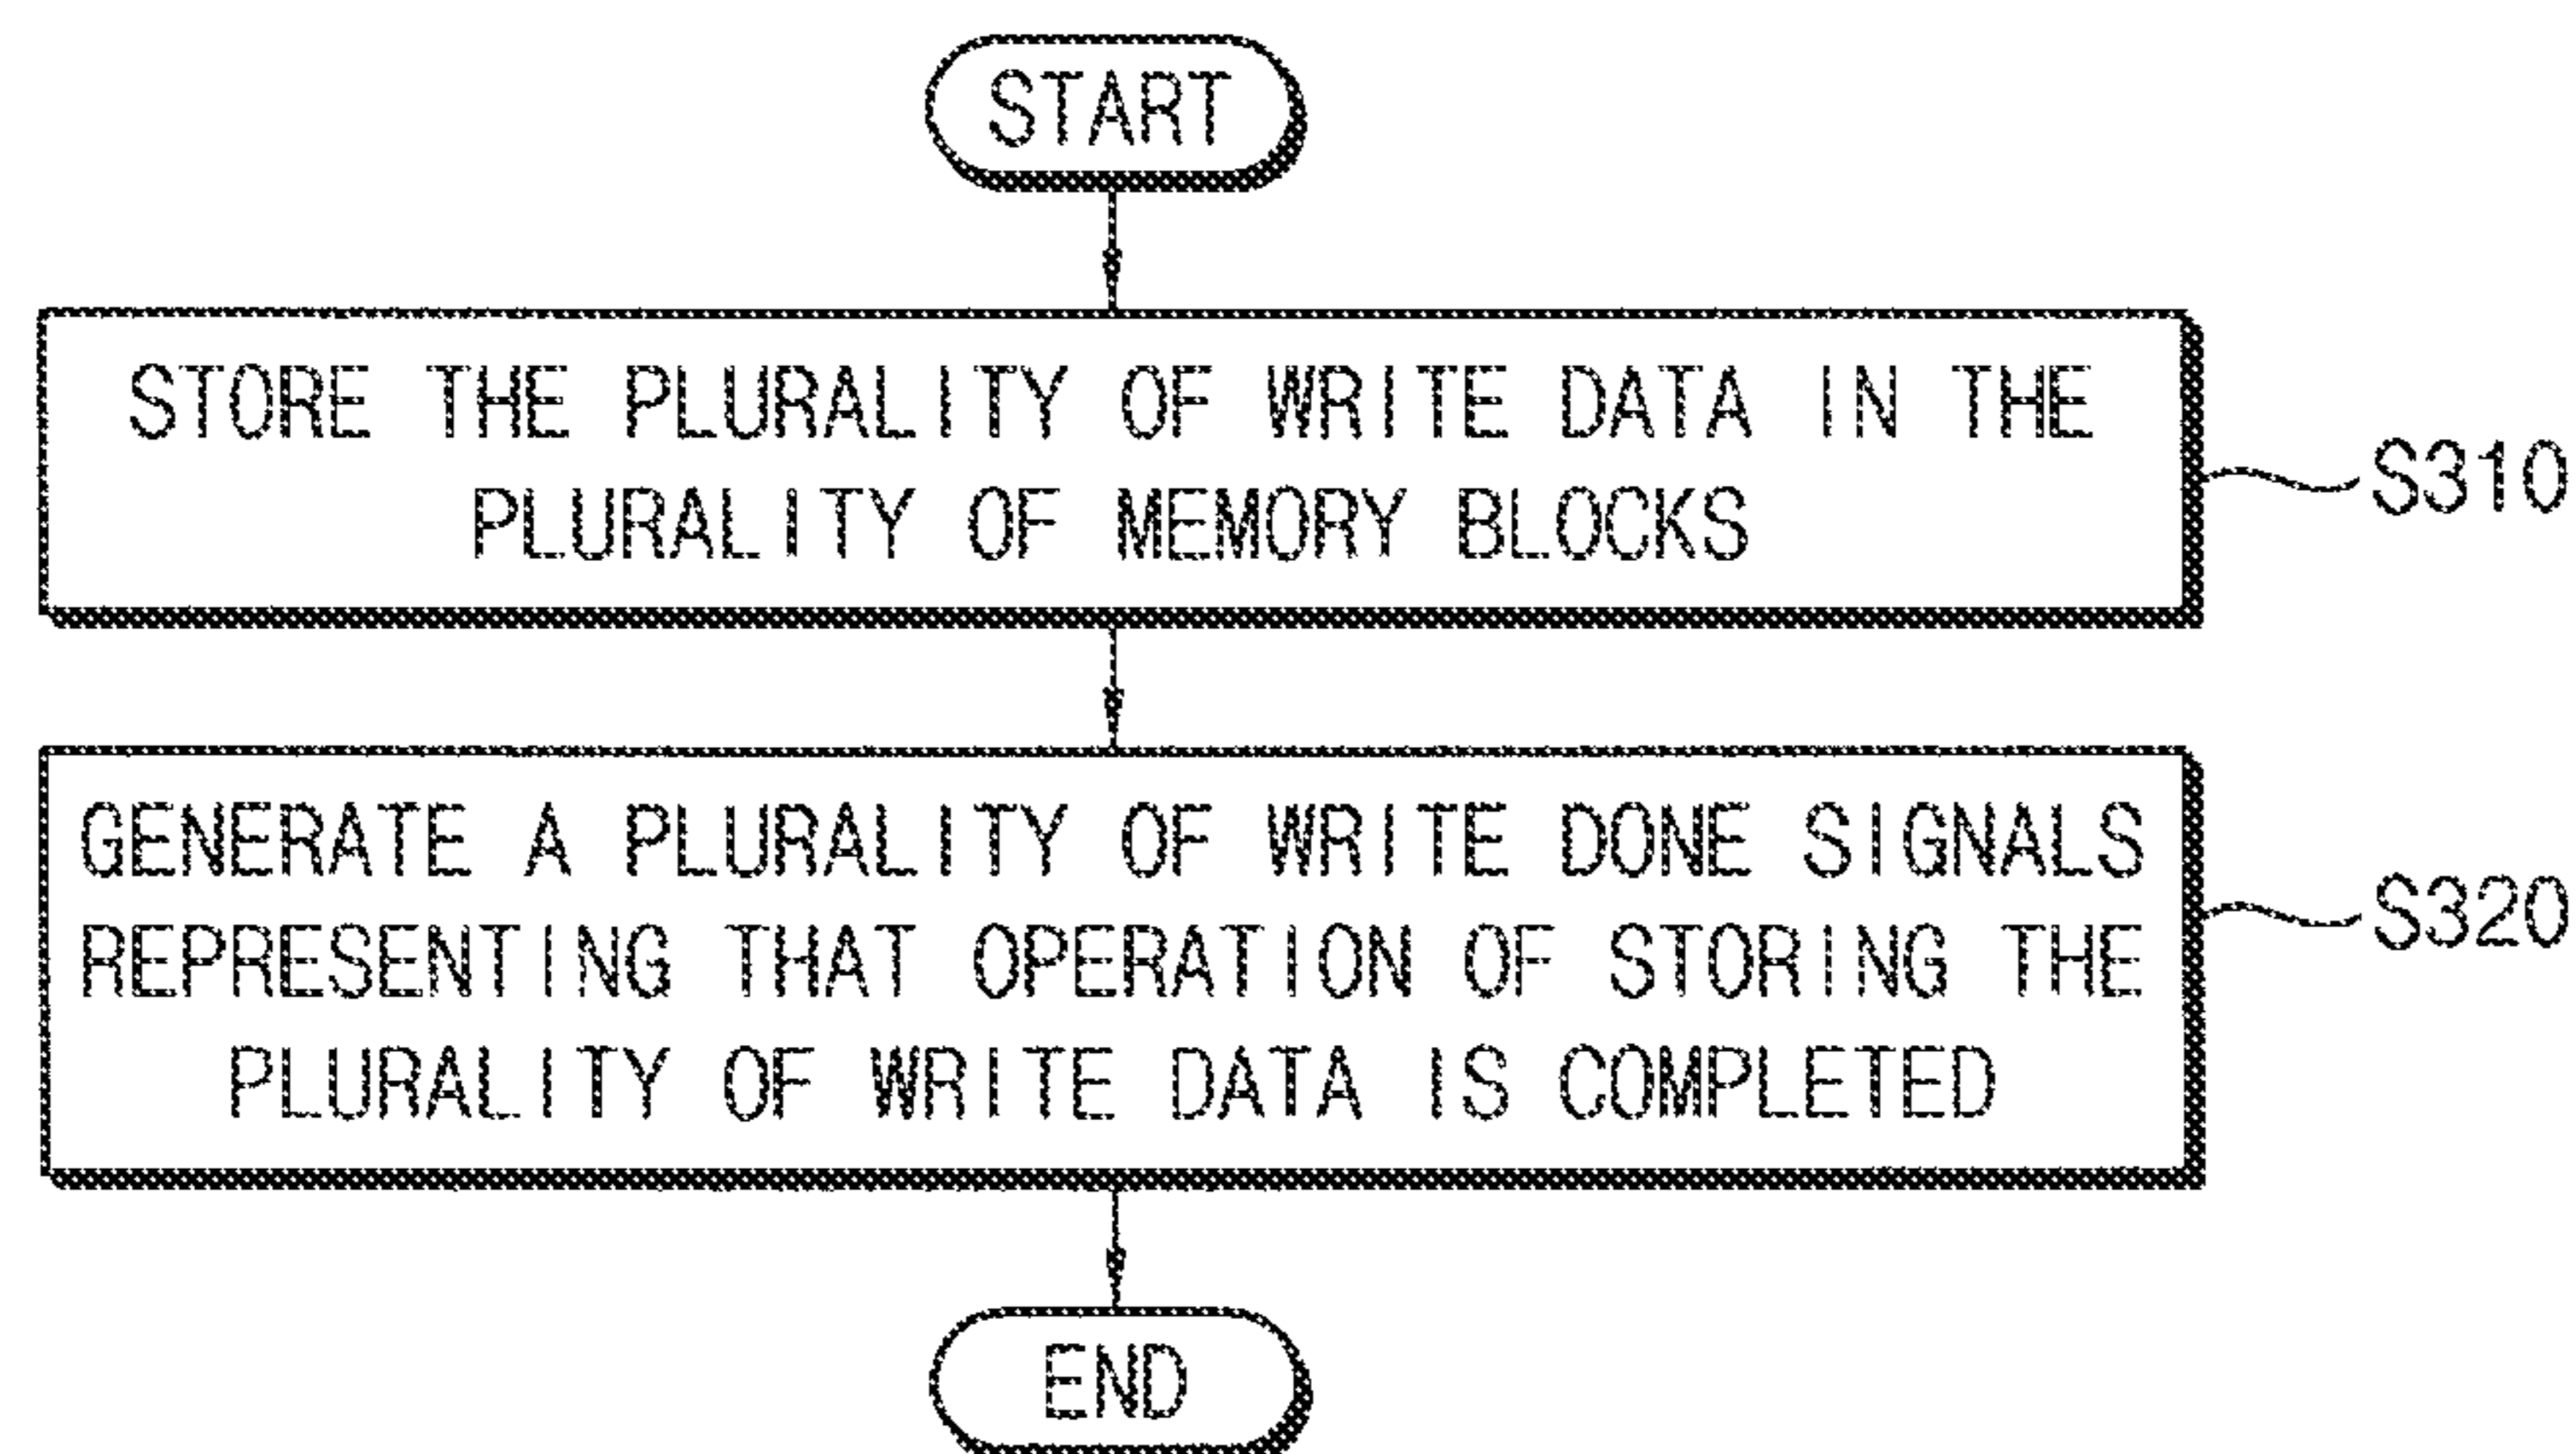 START
STORE THE PLURALITY OF WRITE DATA IN THE
PLURALITY OF MEMORY BLOCKS
S310
GENERATE A PLURALITY OF WRITE DONE SIGNALS
REPRESENTING THAT OPERATION OF STORING THE
PLURALITY OF WRITE DATA IS COMPLETED
S320
END